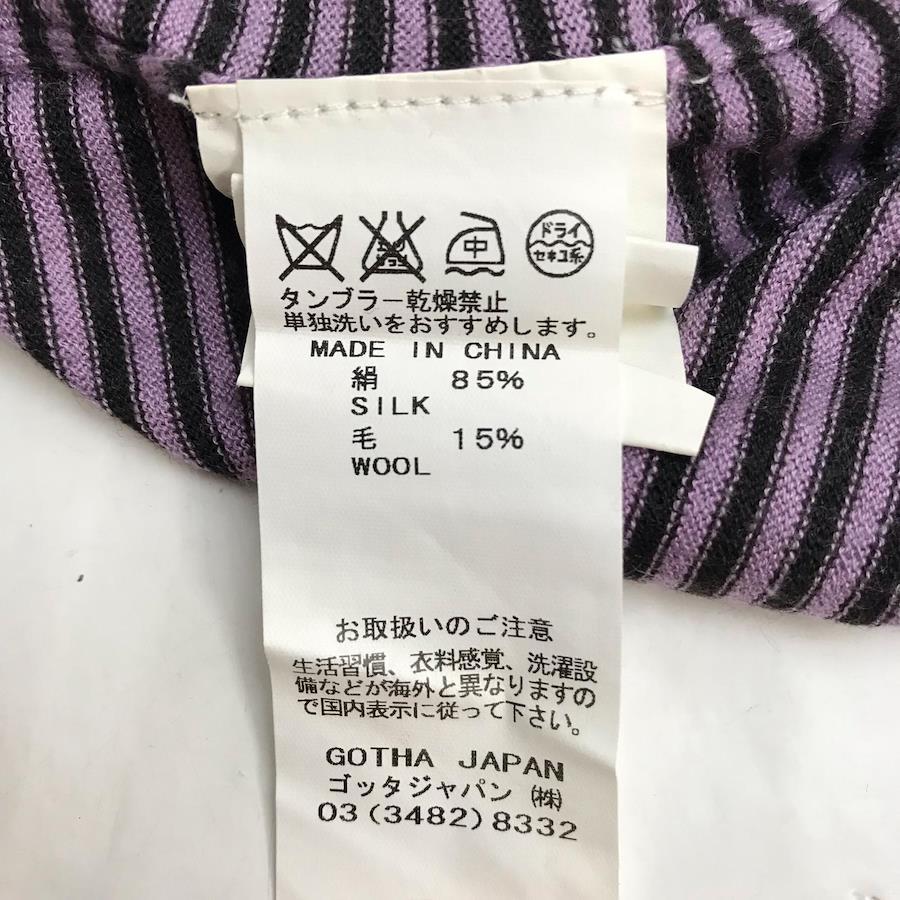 中
ドライ
セキユ系
タンブラー乾燥禁止
単独洗いをおすすめします。
MADE IN CHINA
絹 85%
SILK
毛 15%
WOOL
お取扱いのご注意
生活習慣、衣料感覚、洗濯設
備などが海外と異なりますの
で国内表示に従って下さい。
GOTHA JAPAN
ゴッタジャパン ㈱
03(3482)8332